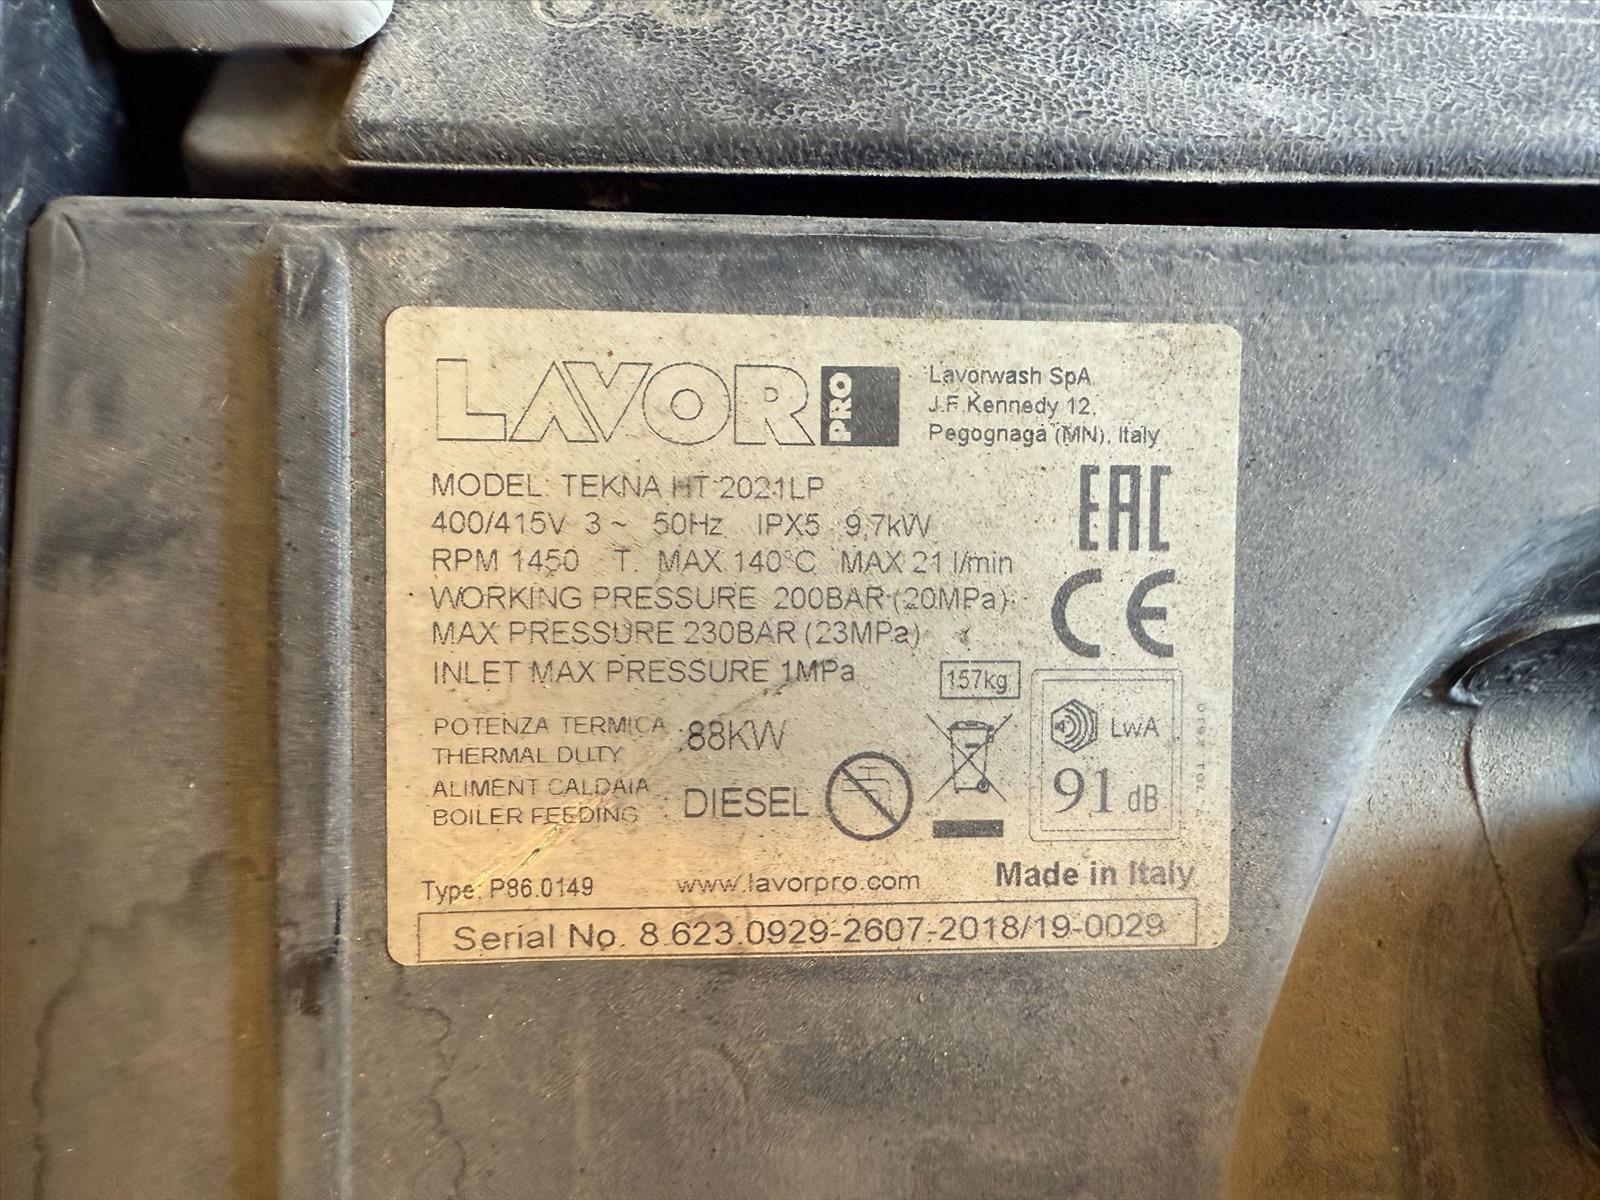 LAVOR PRO
Lavorwash SpA
J.F.Kennedy 12,
Pegognaga (MN), Italy
MODEL: TEKNA HT 2021LP
400/415V 3~ 50Hz IPX5 9,7kW
RPM 1450 T. MAX 140°C MAX 21 l/min
WORKING PRESSURE 200BAR (20MPa)
MAX PRESSURE 230BAR (23MPa)
INLET MAX PRESSURE 1MPa
EAC
CE
157kg
POTENZA TERMICA
THERMAL DUTY
:88KW
ALIMENT CALDAIA
BOILER FEEDING
DIESEL
LwA
91 dB
Type: P86.0149
www.lavorpro.com
Made in Italy
Serial No. 8.623.0929-2607-2018/19-0029